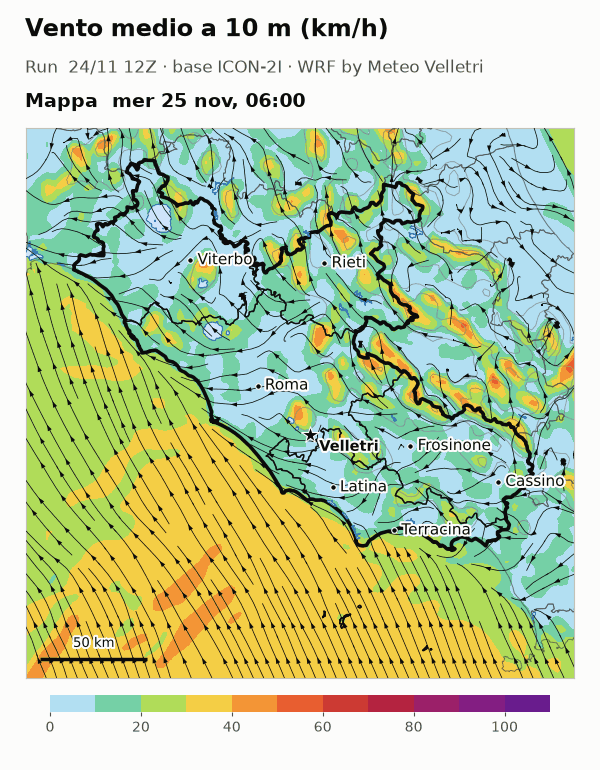 Vento medio a 10 m (km/h)
Run 24/11 12Z · base ICON-2I · WRF by Meteo Velletri
Mappa mer 25 nov, 06:00
Viterbo
Rieti
Roma
Velletri
Frosinone
Latina
Cassino
Terracina
50 km
0 20 40 60 80 100